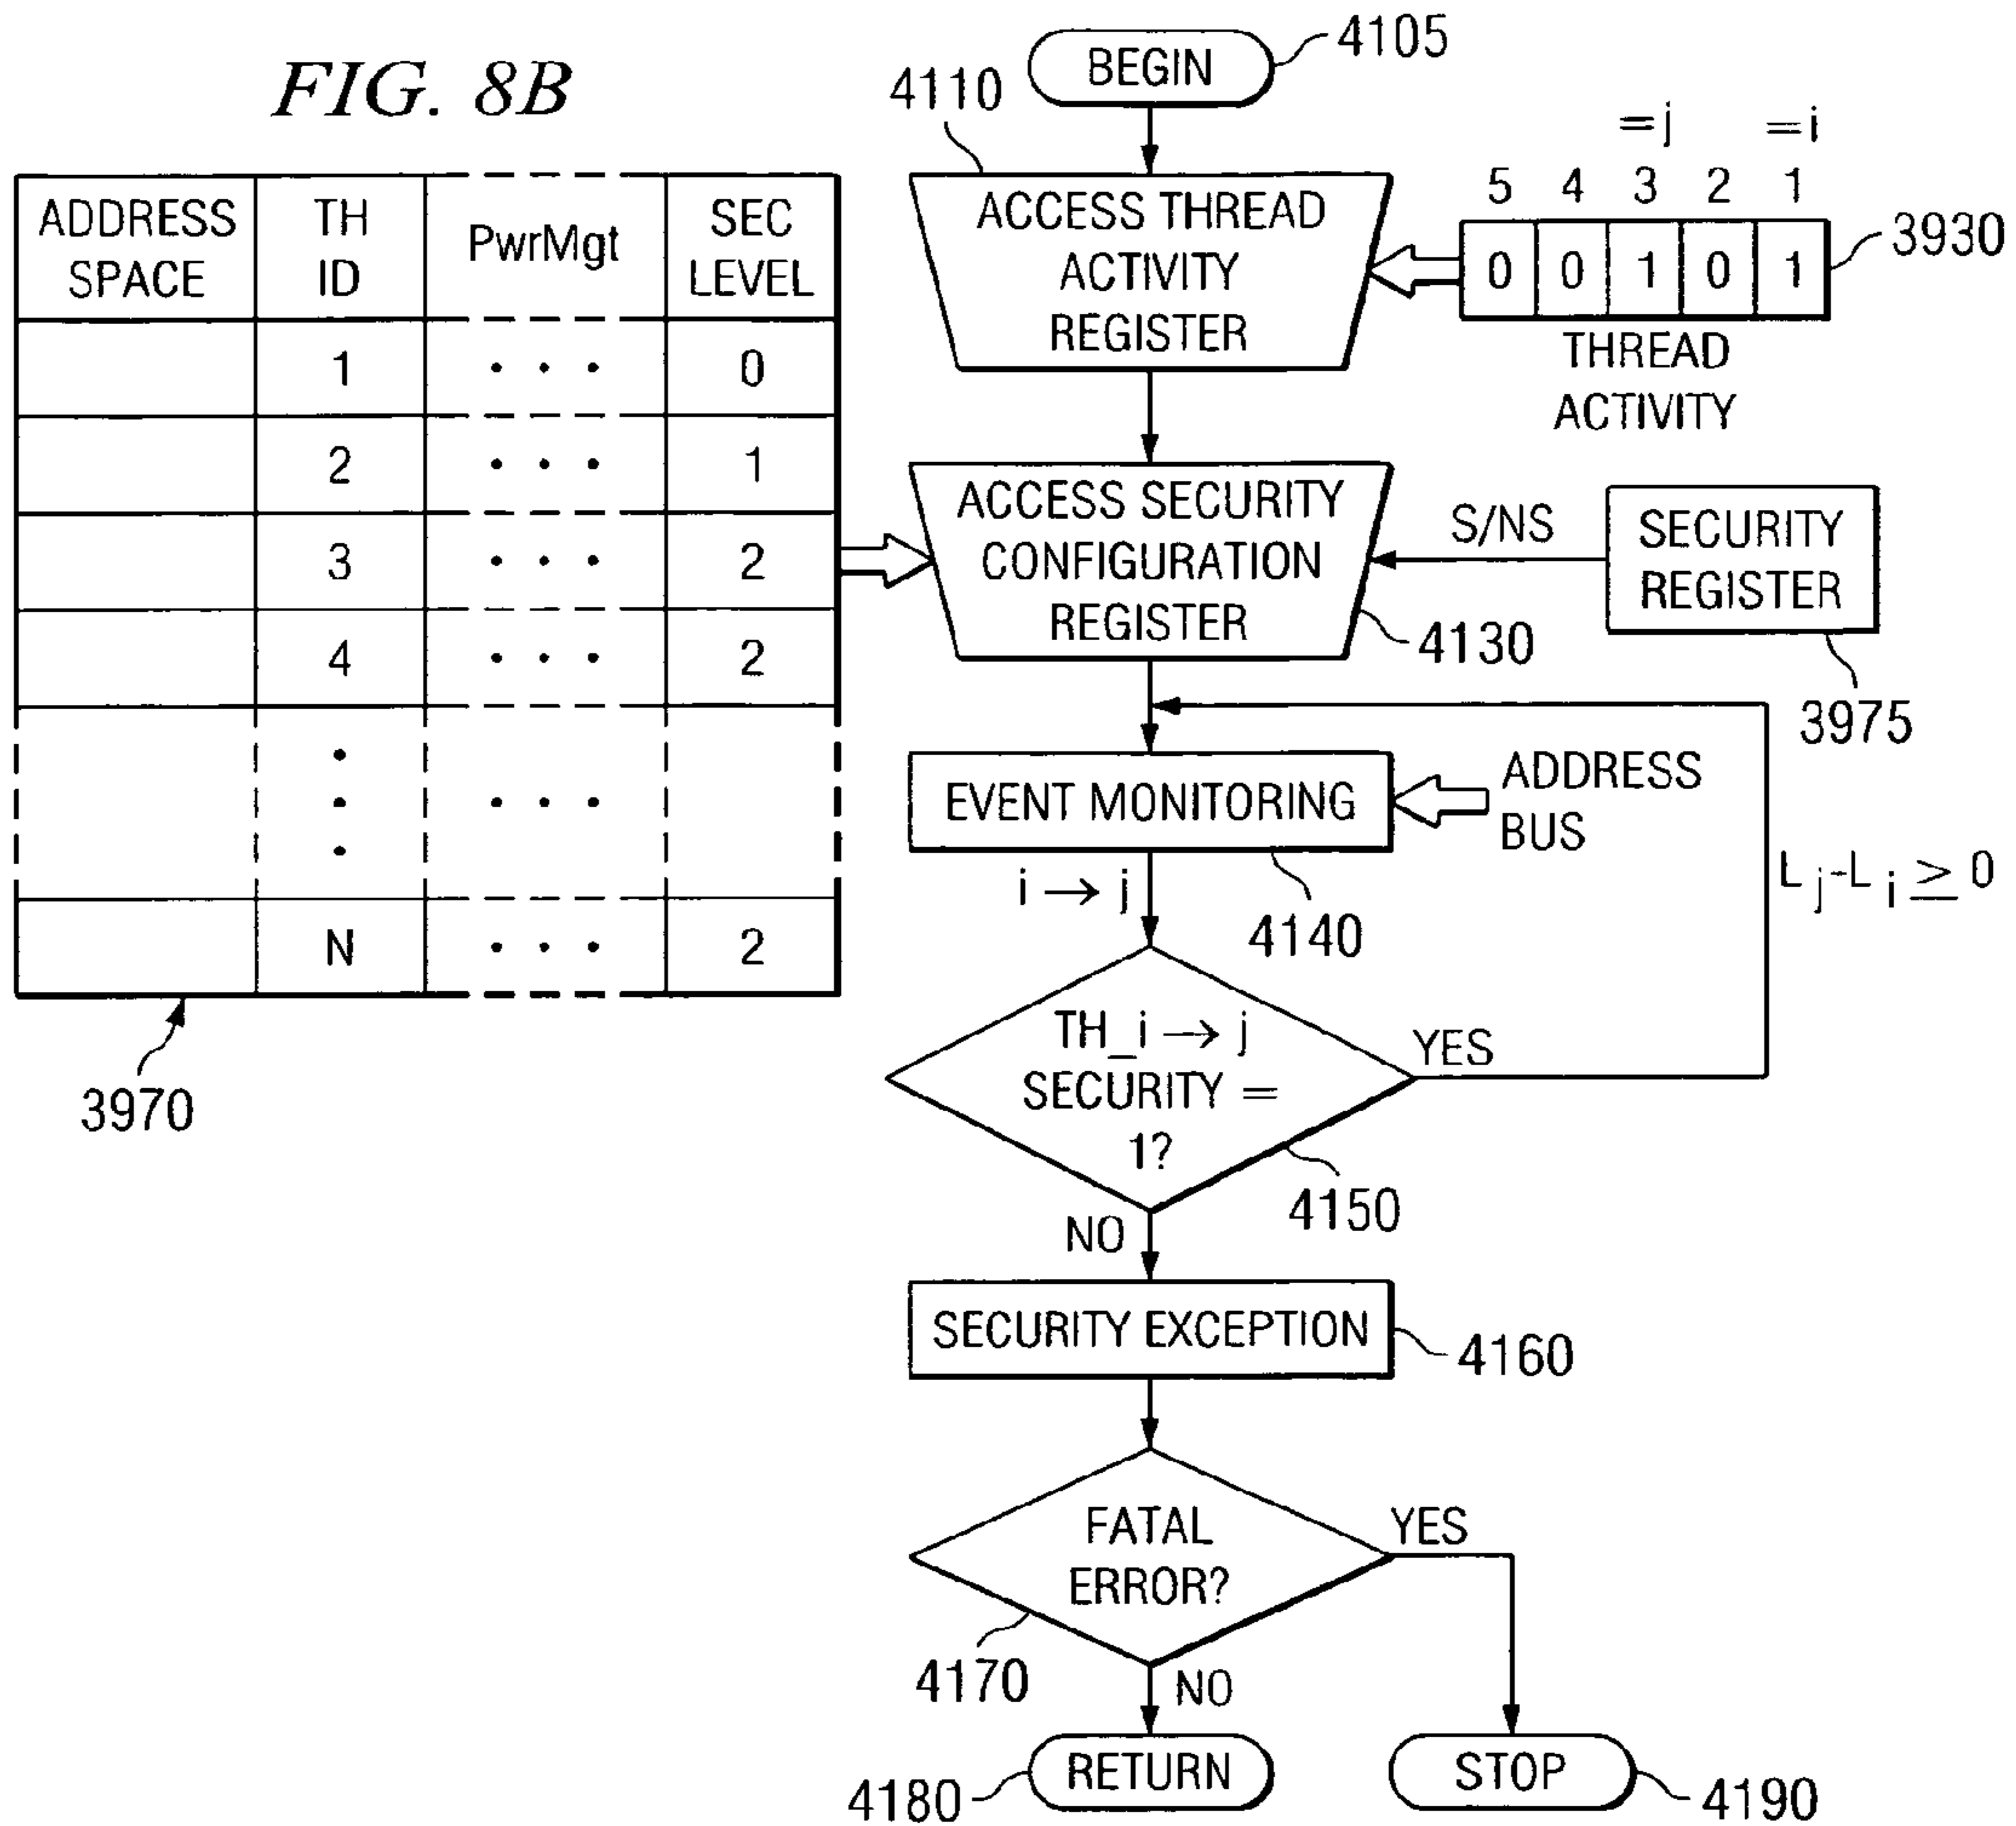 FIG. 8B
ADDRESS SPACE
TH ID
PwrMgt
SEC LEVEL
1 . . . 0
2 . . . 1
3 . . . 2
4 . . . 2
. . .
N . . . 2
3970
BEGIN
4105
4110
ACCESS THREAD
ACTIVITY
REGISTER
=j =i
5 4 3 2 1
0 0 1 0 1
3930
THREAD
ACTIVITY
ACCESS SECURITY
CONFIGURATION
REGISTER
4130
S/NS
SECURITY
REGISTER
3975
EVENT MONITORING
4140
ADDRESS
BUS
i → j
L j - L i ≥ 0
TH_i → j
SECURITY =
1?
YES
4150
NO
SECURITY EXCEPTION
4160
FATAL
ERROR?
YES
4170
NO
RETURN
4180
STOP
4190